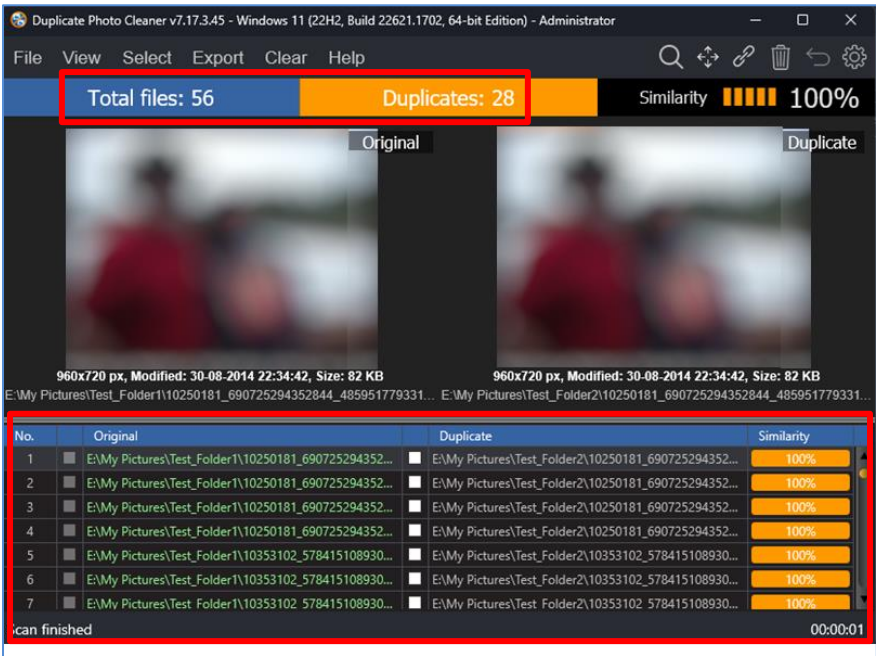 Duplicate Photo Cleaner v7.17.3.45 - Windows 11 (22H2, Build 22621.1702, 64-bit Edition) - Administrator
File View Select Export Clear Help
Total files: 56 Duplicates: 28 Similarity 100%
Original Duplicate
960x720 px, Modified: 30-08-2014 22:34:42, Size: 82 KB 960x720 px, Modified: 30-08-2014 22:34:42, Size: 82 KB
E:\My Pictures\Test_Folder1\10250181_690725294352844_485951779331... E:\My Pictures\Test_Folder2\10250181_690725294352844_485951779331...
No. Original Duplicate Similarity
1 E:\My Pictures\Test_Folder1\10250181_690725294352... E:\My Pictures\Test_Folder2\10250181_690725294352... 100%
2 E:\My Pictures\Test_Folder1\10250181_690725294352... E:\My Pictures\Test_Folder2\10250181_690725294352... 100%
3 E:\My Pictures\Test_Folder1\10250181_690725294352... E:\My Pictures\Test_Folder2\10250181_690725294352... 100%
4 E:\My Pictures\Test_Folder1\10250181_690725294352... E:\My Pictures\Test_Folder2\10250181_690725294352... 100%
5 E:\My Pictures\Test_Folder1\10353102_578415108930... E:\My Pictures\Test_Folder2\10353102_578415108930... 100%
6 E:\My Pictures\Test_Folder1\10353102_578415108930... E:\My Pictures\Test_Folder2\10353102_578415108930... 100%
7 E:\My Pictures\Test_Folder1\10353102_578415108930... E:\My Pictures\Test_Folder2\10353102_578415108930... 100%
Scan finished 00:00:01